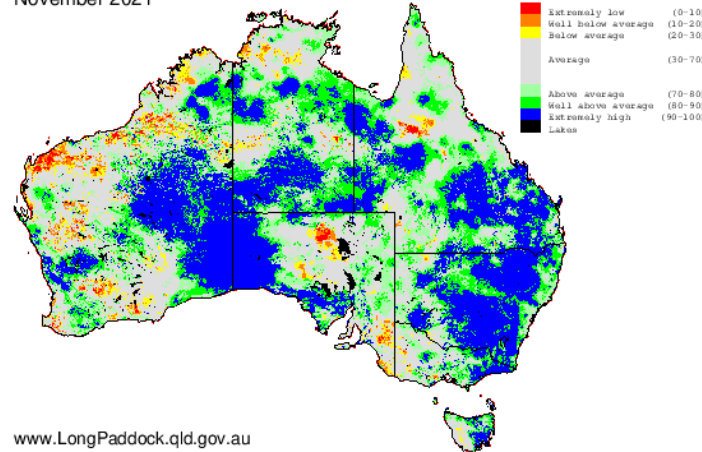 November 2021
Extremely low (0-10)
Well below average (10-20)
Below average (20-30)
Average (30-70)
Above average (70-80)
Well above average (80-90)
Extremely high (90-100)
Lakes
www.LongPaddock.qld.gov.au